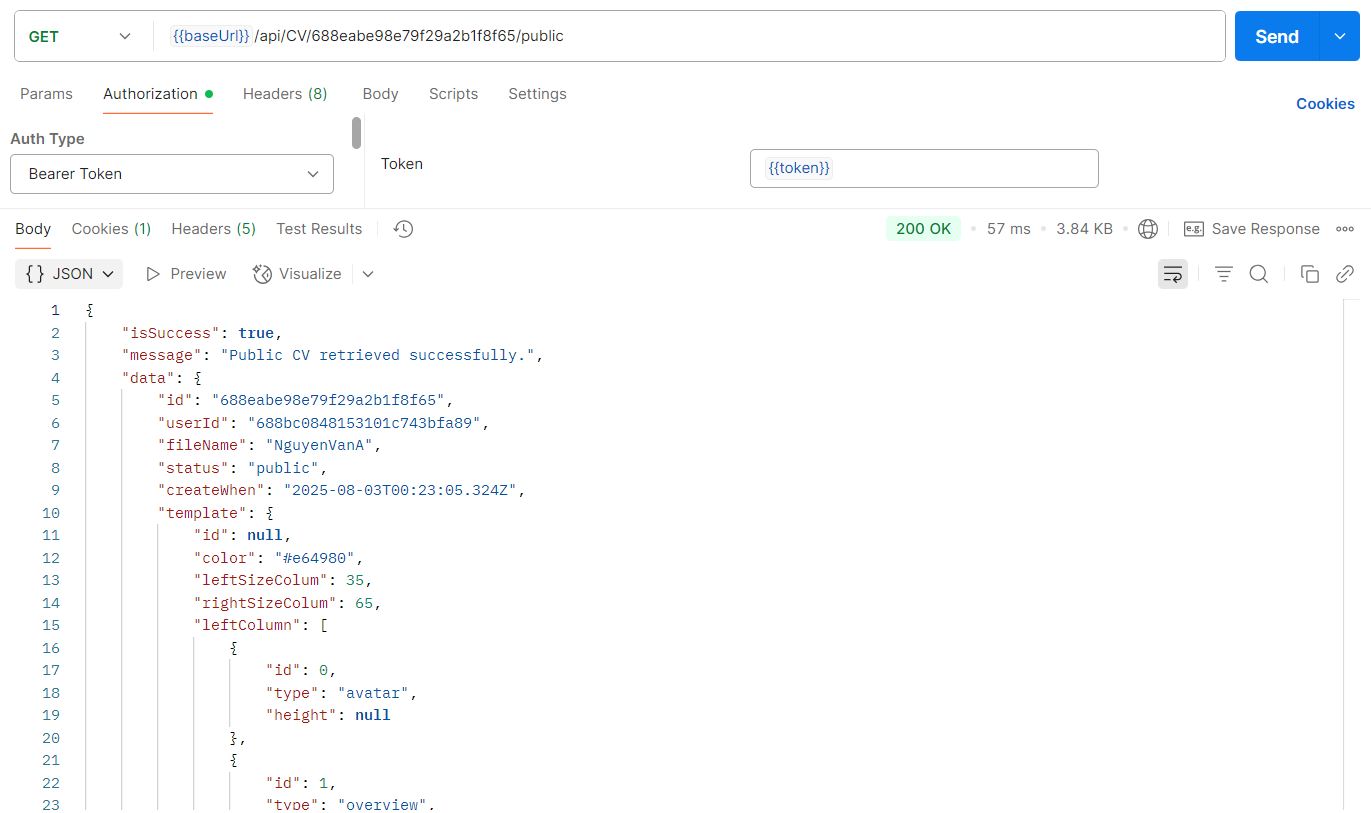 GET {{baseUrl}} /api/CV/688eabe98e79f29a2b1f8f65/public Send
Params Authorization Headers (8) Body Scripts Settings Cookies
Auth Type
Bearer Token
Token {{token}}
Body Cookies (1) Headers (5) Test Results 200 OK 57 ms 3.84 KB e.g. Save Response
{} JSON Preview Visualize
1 {
2 "isSuccess": true,
3 "message": "Public CV retrieved successfully.",
4 "data": {
5 "id": "688eabe98e79f29a2b1f8f65",
6 "userId": "688bc0848153101c743bfa89",
7 "fileName": "NguyenVanA",
8 "status": "public",
9 "createWhen": "2025-08-03T00:23:05.324Z",
10 "template": {
11 "id": null,
12 "color": "#e64980",
13 "leftSizeColum": 35,
14 "rightSizeColum": 65,
15 "leftColumn": [
16 {
17 "id": 0,
18 "type": "avatar",
19 "height": null
20 },
21 {
22 "id": 1,
23 "type": "overview",